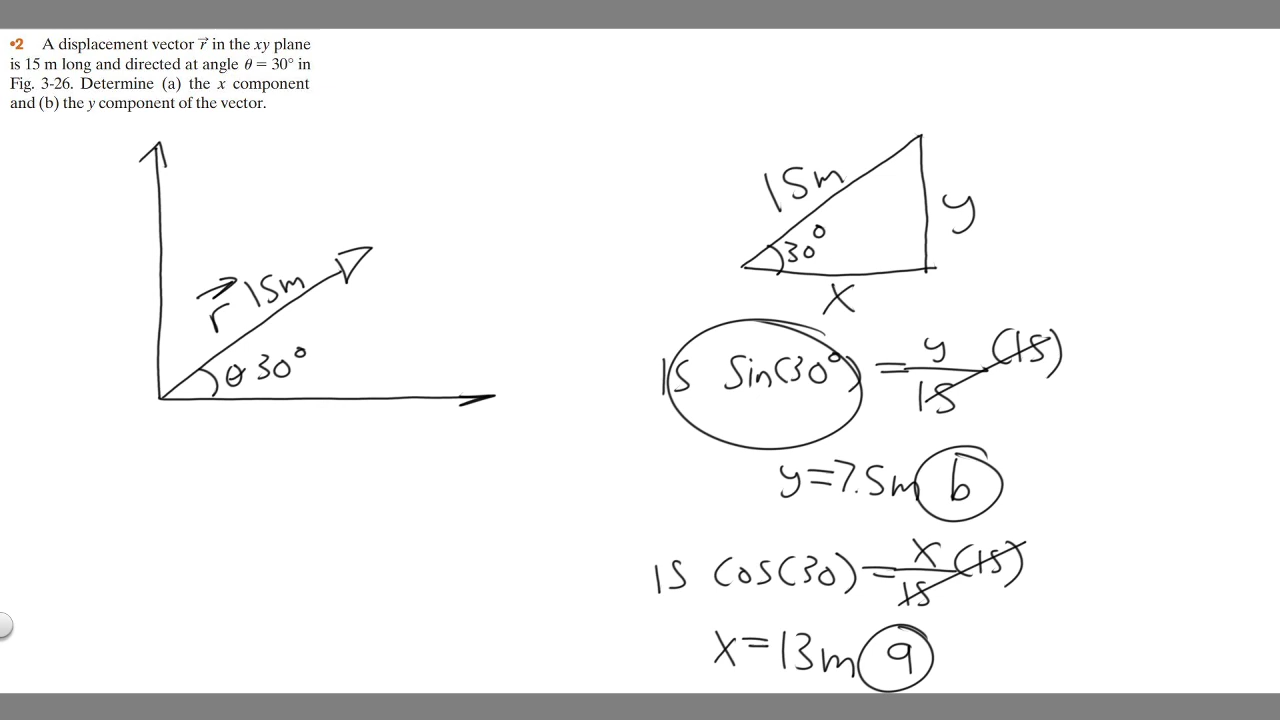 •2 A displacement vector r⃗ in the xy plane
is 15 m long and directed at angle θ = 30° in
Fig. 3-26. Determine (a) the x component
and (b) the y component of the vector.
r⃗ 15m
θ 30°
15m
30°
y
x
15 Sin(30°) = y/15 (15)
y=7.5m b
15 Cos(30) = x/15 (15)
x=13m a